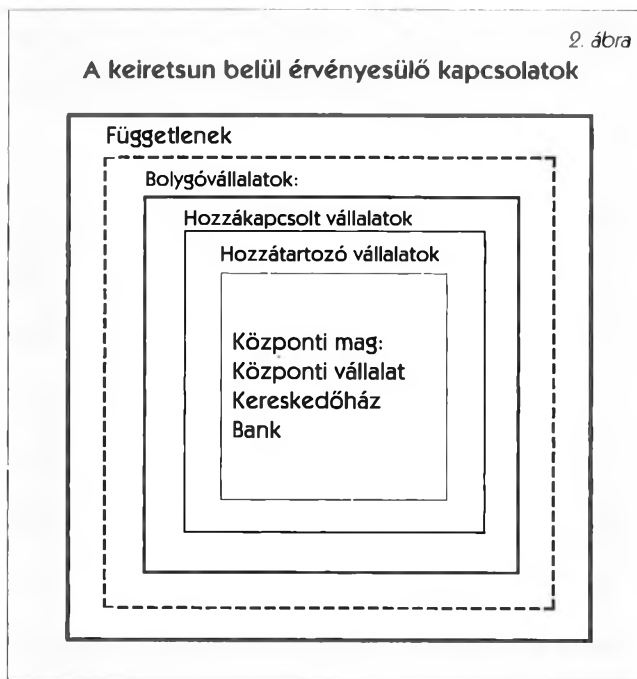 2. ábra
A keiretsun belül érvényesülő kapcsolatok
Függetlenek
Bolygóvállalatok:
Hozzákapcsolt vállalatok
Hozzátartozó vállalatok
Központi mag:
Központi vállalat
Kereskedőház
Bank